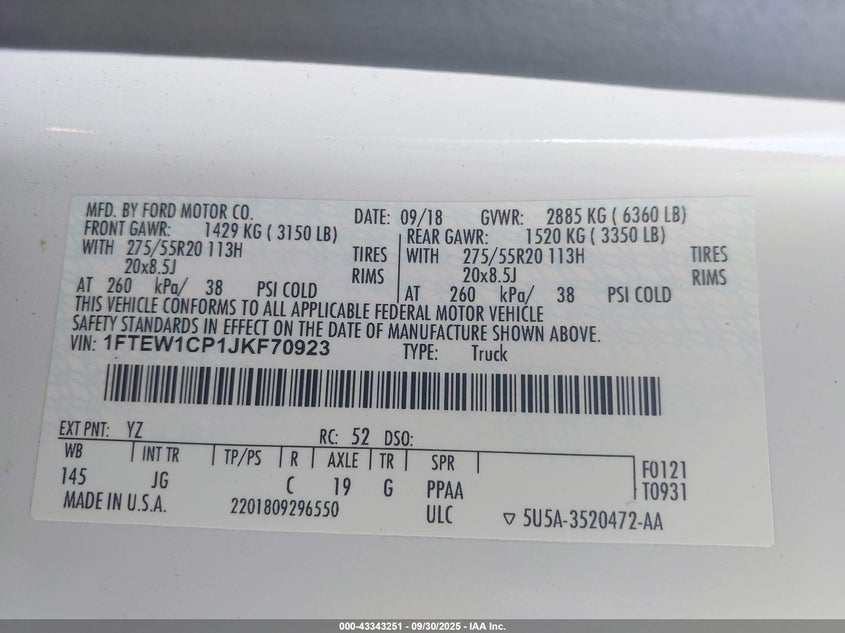 MFD. BY FORD MOTOR CO. DATE: 09/18 GVWR: 2885 KG ( 6360 LB)
FRONT GAWR: 1429 KG ( 3150 LB) REAR GAWR: 1520 KG ( 3350 LB)
WITH 275/55R20 113H TIRES WITH 275/55R20 113H TIRES
20x8.5J RIMS 20x8.5J RIMS
AT 260 kPa/ 38 PSI COLD AT 260 kPa/ 38 PSI COLD
THIS VEHICLE CONFORMS TO ALL APPLICABLE FEDERAL MOTOR VEHICLE
SAFETY STANDARDS IN EFFECT ON THE DATE OF MANUFACTURE SHOWN ABOVE.
VIN: 1FTEW1CP1JKF70923 TYPE: Truck
EXT PNT: YZ RC: 52 DSO:
WB INT TR TP/PS R AXLE TR SPR F0121
145 JG C 19 G PPAA T0931
MADE IN U.S.A. 2201809296550 ULC ▽ 5U5A-3520472-AA
000-43343251 - 09/30/2025 - IAA Inc.